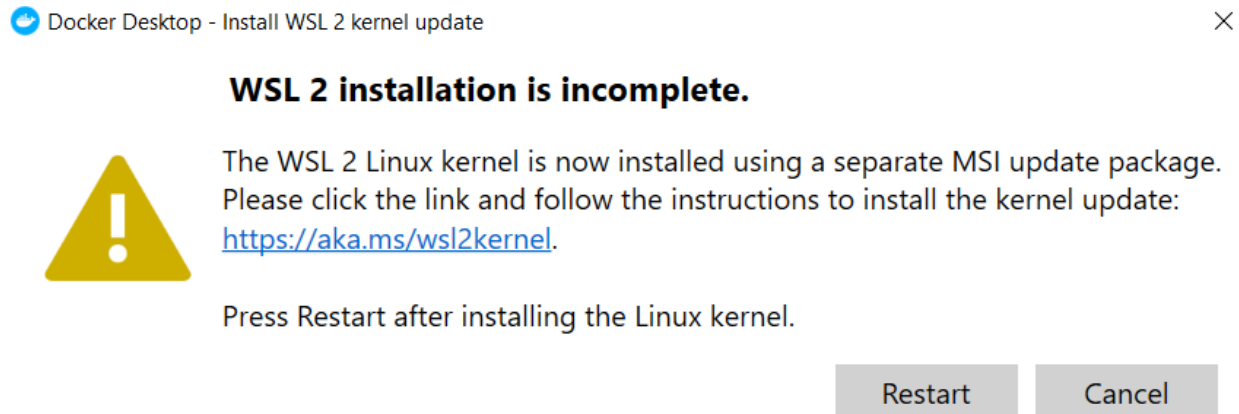 Docker Desktop - Install WSL 2 kernel update
WSL 2 installation is incomplete.
The WSL 2 Linux kernel is now installed using a separate MSI update package.
Please click the link and follow the instructions to install the kernel update:
https://aka.ms/wsl2kernel.
Press Restart after installing the Linux kernel.
Restart Cancel